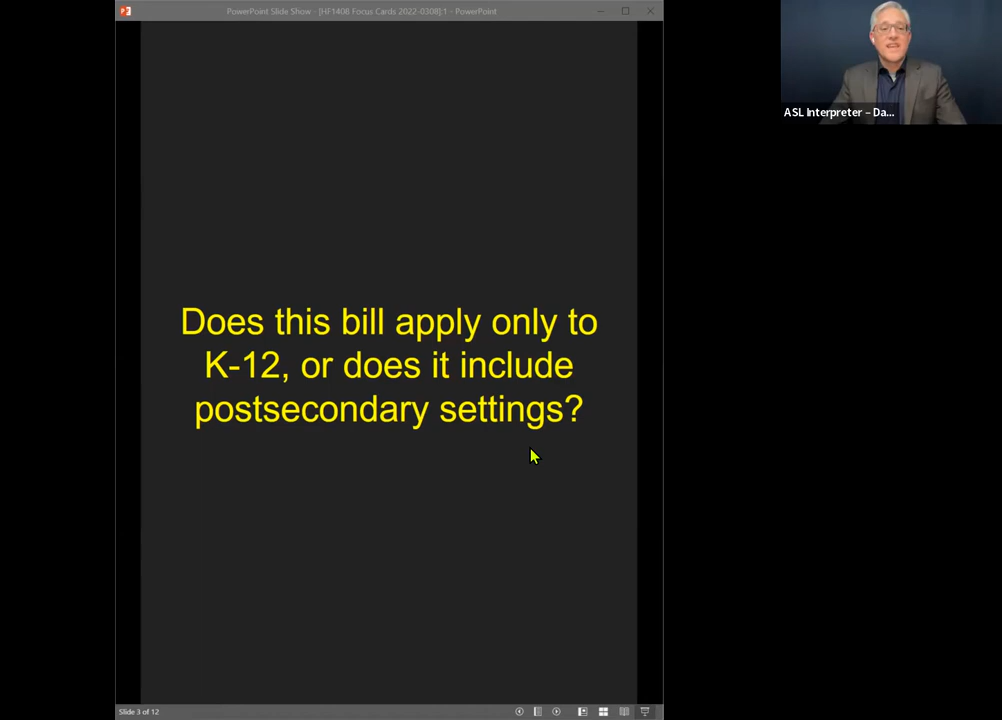 PowerPoint Slide Show - [HF1408 Focus Cards 2022-0308]:1 - PowerPoint
ASL Interpreter – Da...
Does this bill apply only to
K-12, or does it include
postsecondary settings?
Slide 3 of 12